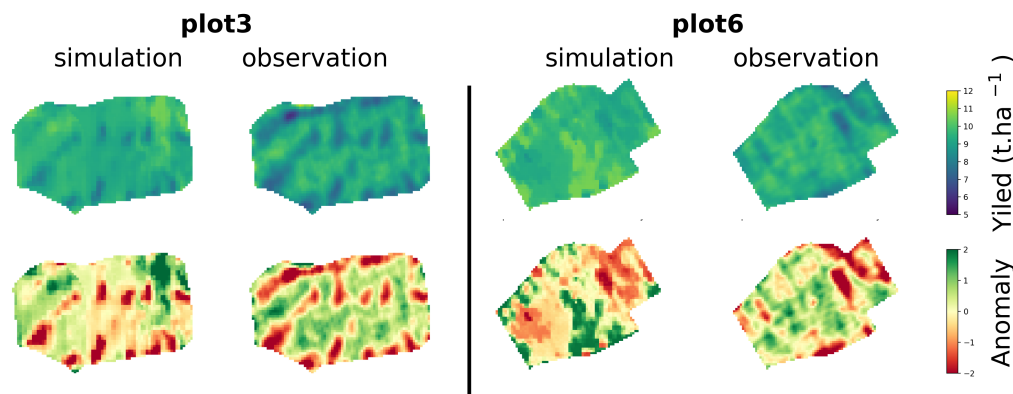 plot3
plot6
simulation
observation
simulation
observation
12
11
10
9
8
7
6
5
Yiled (t.ha −1)
2
1
0
−1
−2
Anomaly